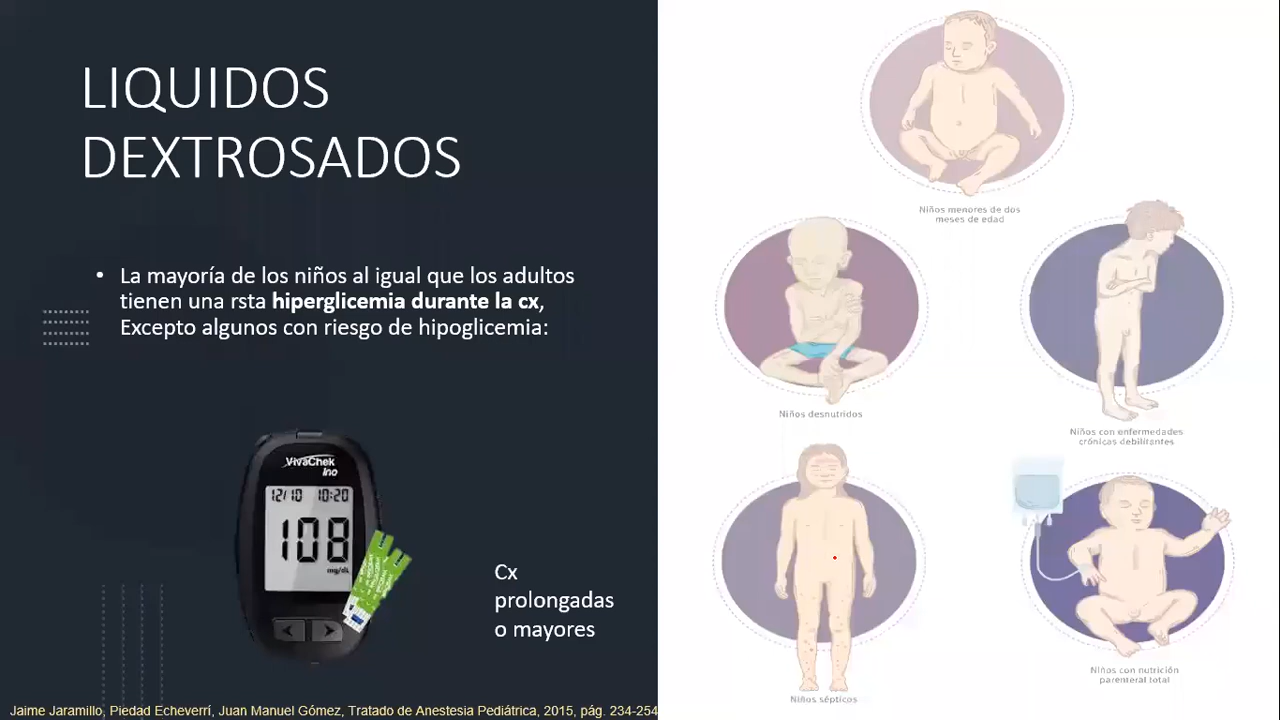 LIQUIDOS
DEXTROSADOS
• La mayoría de los niños al igual que los adultos
tienen una rsta hiperglicemia durante la cx,
Excepto algunos con riesgo de hipoglicemia:
VivaChek
Ino
12/10 10:20
108
mg/dL
Cx
prolongadas
o mayores
Jaime Jaramillo, Piedad Echeverrí, Juan Manuel Gómez, Tratado de Anestesia Pediátrica, 2015, pág. 234-254
Niños menores de dos
meses de edad
Niños desnutridos
Niños con enfermedades
crónicas debilitantes
Niños sépticos
Niños con nutrición
parenteral total